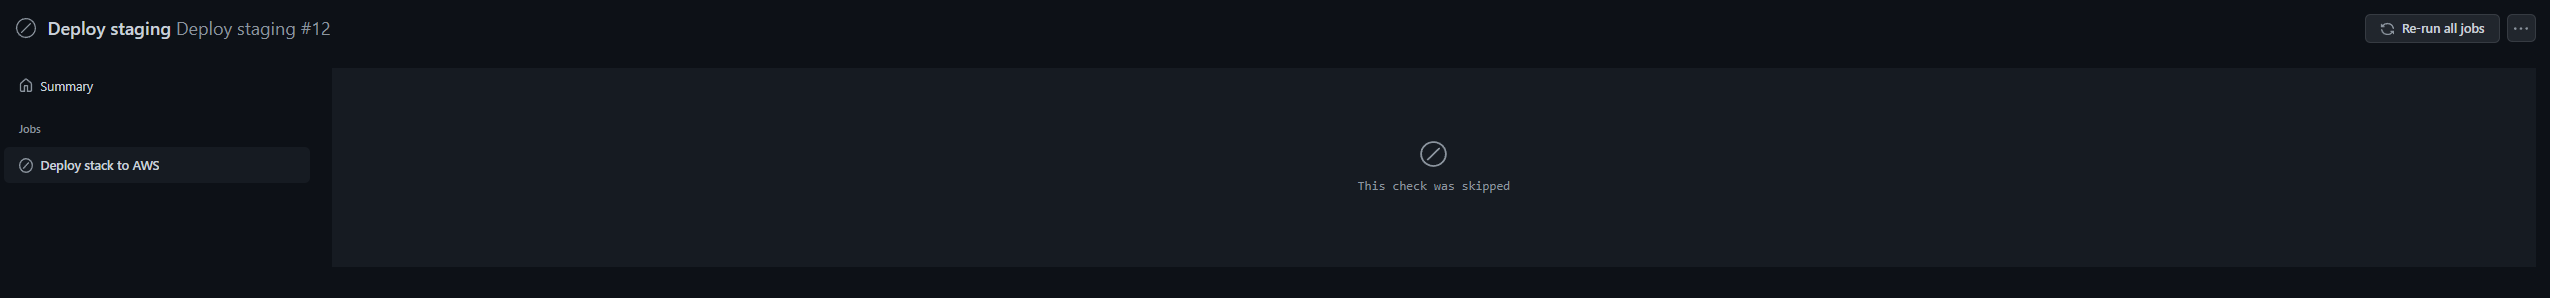 Deploy staging Deploy staging #12
Re-run all jobs
Summary
Jobs
Deploy stack to AWS
This check was skipped